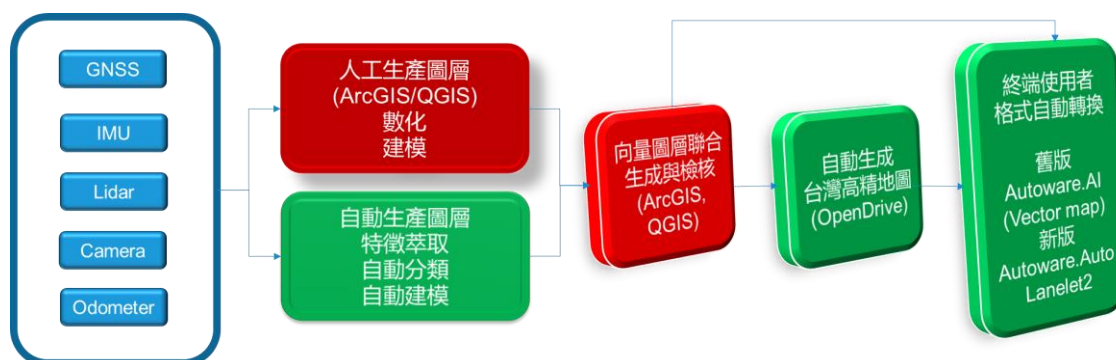 GNSS
IMU
Lidar
Camera
Odometer
人工生產圖層
(ArcGIS/QGIS)
數化
建模
自動生產圖層
特徵萃取
自動分類
自動建模
向量圖層聯合
生成與檢核
(ArcGIS,
QGIS)
自動生成
台灣高精地圖
(OpenDrive)
終端使用者
格式自動轉換
舊版
Autoware.AI
(Vector map)
新版
Autoware.Auto
Lanelet2